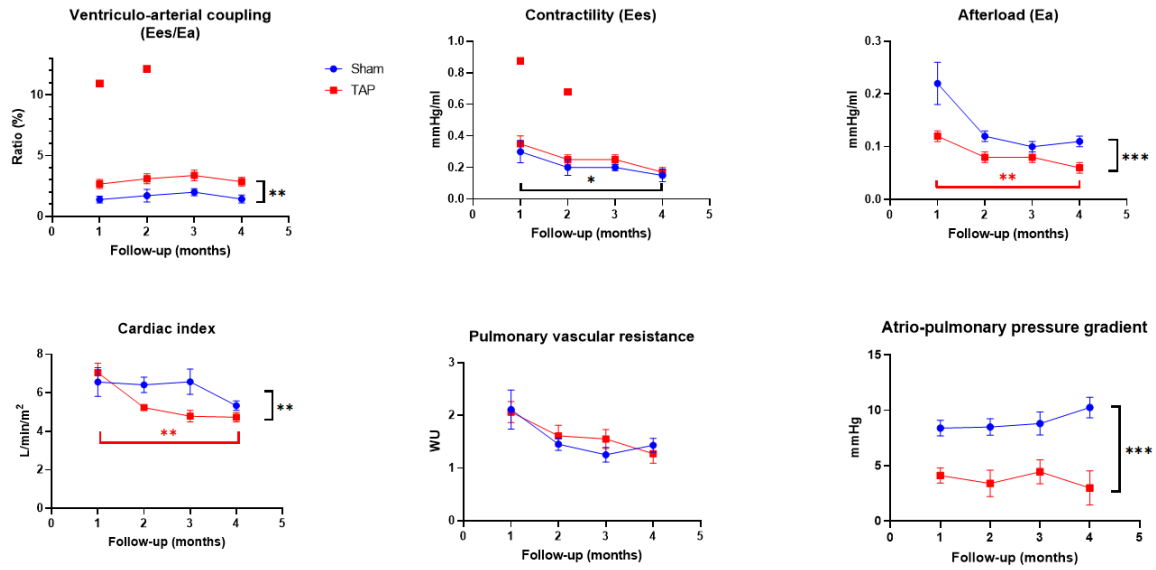 Ventriculo-arterial coupling
(Ees/Ea)
Ratio (%)
10
5
0
0 1 2 3 4 5
Follow-up (months)
**
Sham
TAP
Contractility (Ees)
mmHg/ml
1.0
0.8
0.6
0.4
0.2
0.0
0 1 2 3 4 5
Follow-up (months)
*
Afterload (Ea)
mmHg/ml
0.3
0.2
0.1
0.0
0 1 2 3 4 5
Follow-up (months)
**
***
Cardiac index
L/min/m²
8
6
4
2
0
0 1 2 3 4 5
Follow-up (months)
**
**
Pulmonary vascular resistance
WU
3
2
1
0
0 1 2 3 4 5
Follow-up (months)
Atrio-pulmonary pressure gradient
mmHg
15
10
5
0
0 1 2 3 4 5
Follow-up (months)
***